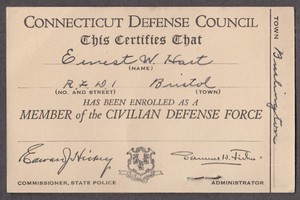 CONNECTICUT DEFENSE COUNCIL
This Certifies That
Ernest W. Hart
(NAME)
R.F.D.1 Bristol
(NO. AND STREET) (TOWN)
HAS BEEN ENROLLED AS A
MEMBER of the CIVILIAN DEFENSE FORCE
Edward J Hickey
Samuel H.
COMMISSIONER, STATE POLICE
ADMINISTRATOR
TOWN Burlington